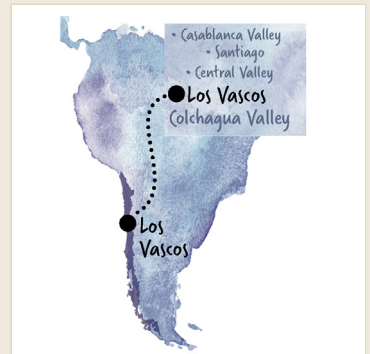 • Casablanca Valley
• Santiago
• Central Valley
Los Vascos
Colchagua Valley
Los
Vascos